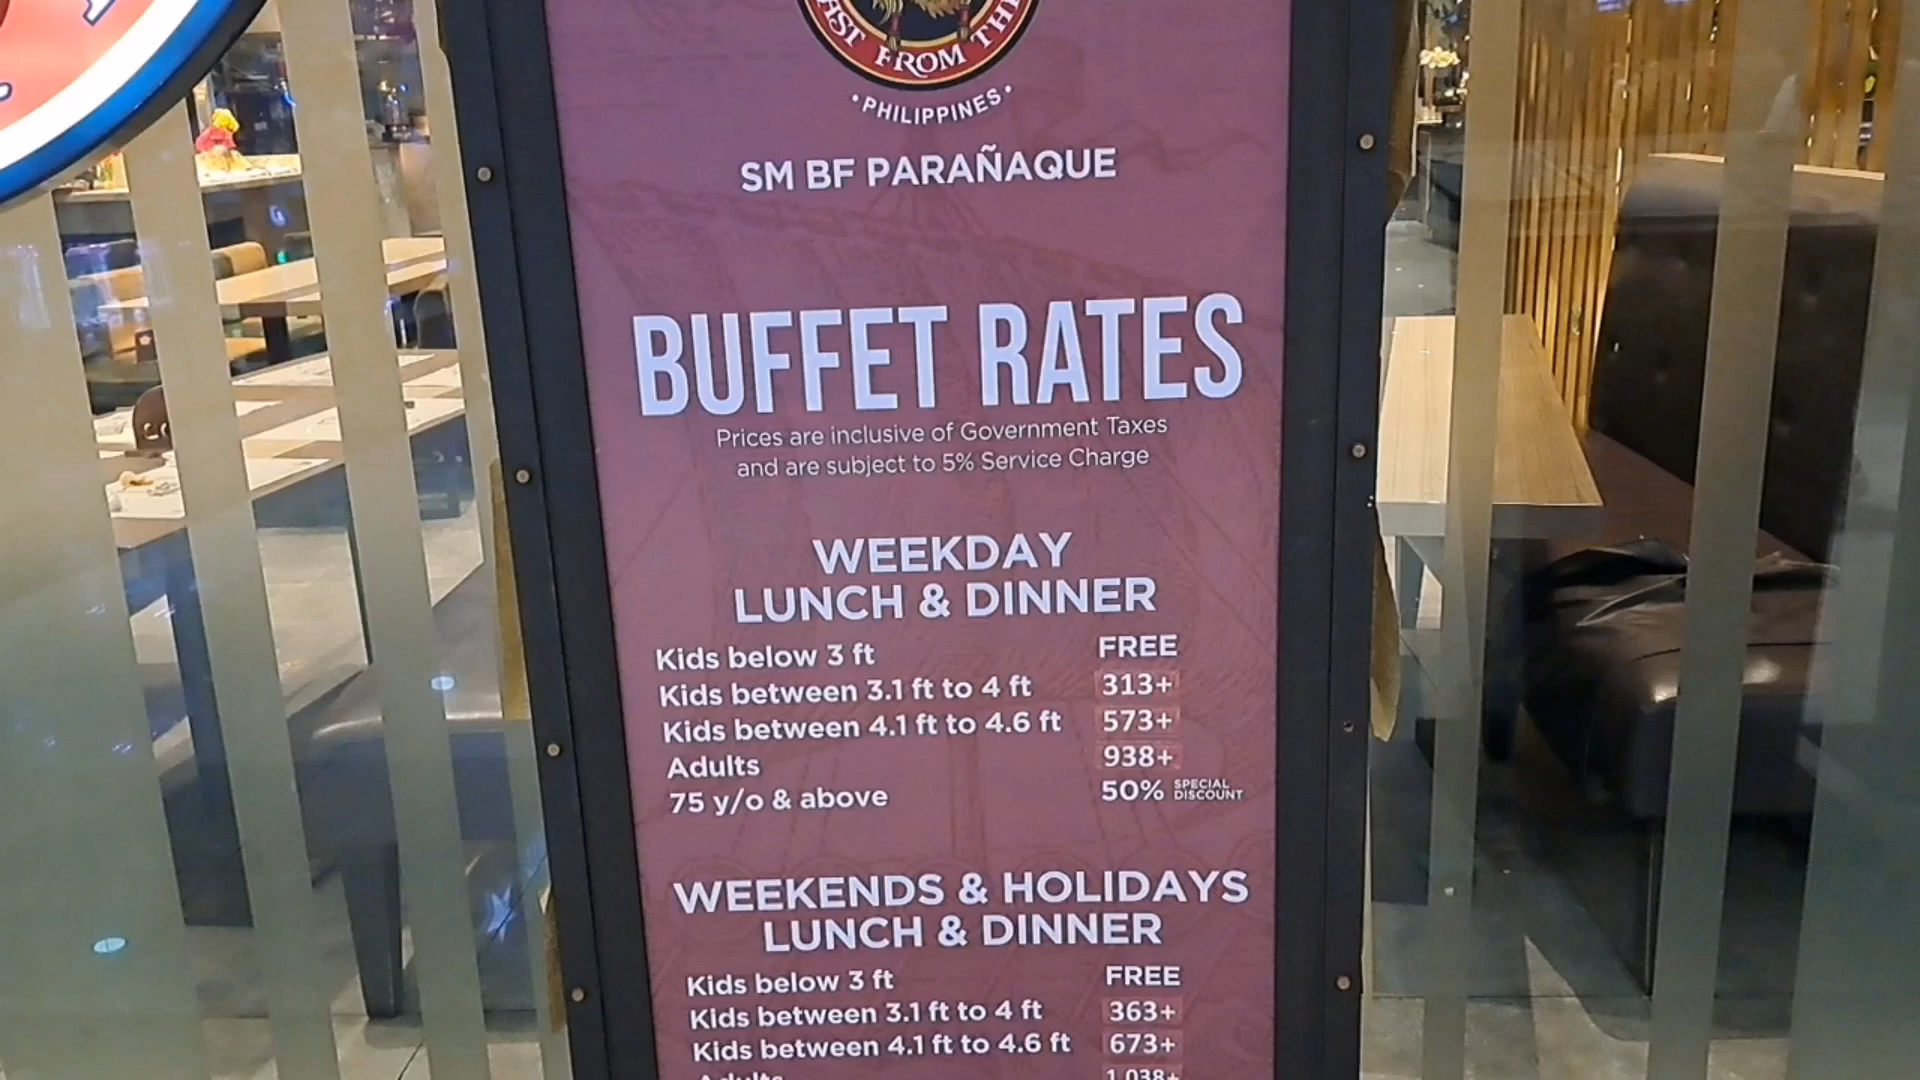 FROM THE
• PHILIPPINES •
SM BF PARAÑAQUE
BUFFET RATES
Prices are inclusive of Government Taxes
and are subject to 5% Service Charge
WEEKDAY
LUNCH & DINNER
Kids below 3 ft FREE
Kids between 3.1 ft to 4 ft 313+
Kids between 4.1 ft to 4.6 ft 573+
Adults 938+
75 y/o & above 50% SPECIAL DISCOUNT
WEEKENDS & HOLIDAYS
LUNCH & DINNER
Kids below 3 ft FREE
Kids between 3.1 ft to 4 ft 363+
Kids between 4.1 ft to 4.6 ft 673+
Adults 1,038+